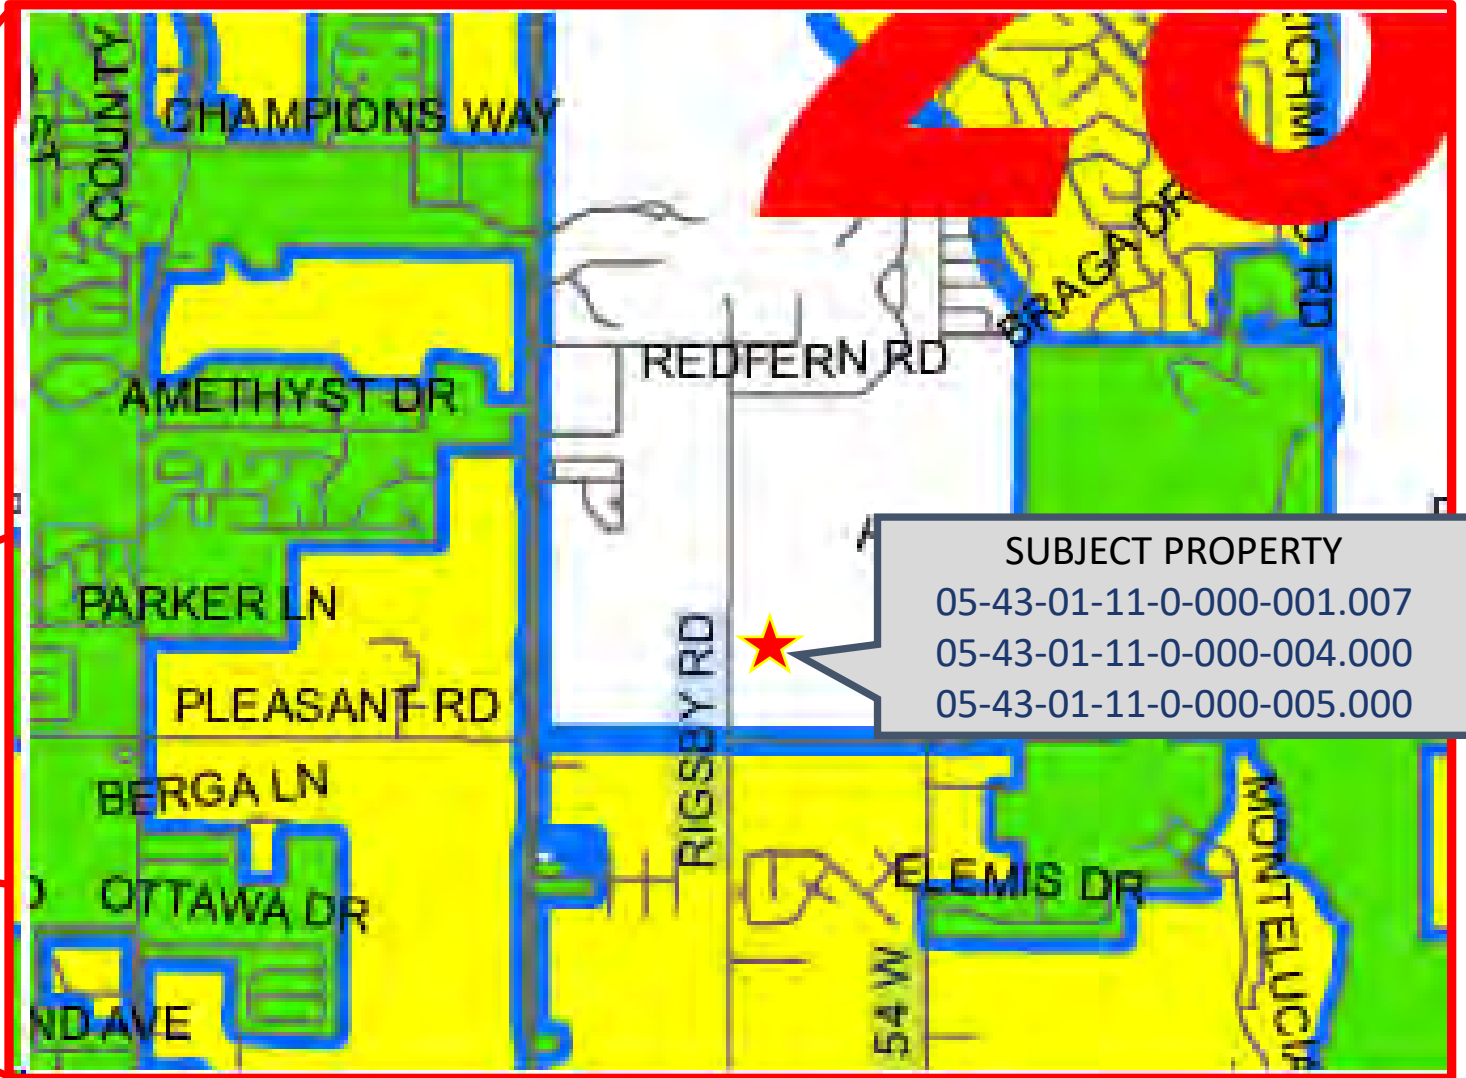 26
COUNTY
CHAMPIONS WAY
BRAGA DR
RD
REDFERN RD
AMETHYST DR
SUBJECT PROPERTY
05-43-01-11-0-000-001.007
05-43-01-11-0-000-004.000
05-43-01-11-0-000-005.000
PARKER LN
RIGSBY RD
PLEASANT RD
BERGA LN
MONTELUCIA
ELEMIS DR
OTTAWA DR
54 W
ND AVE